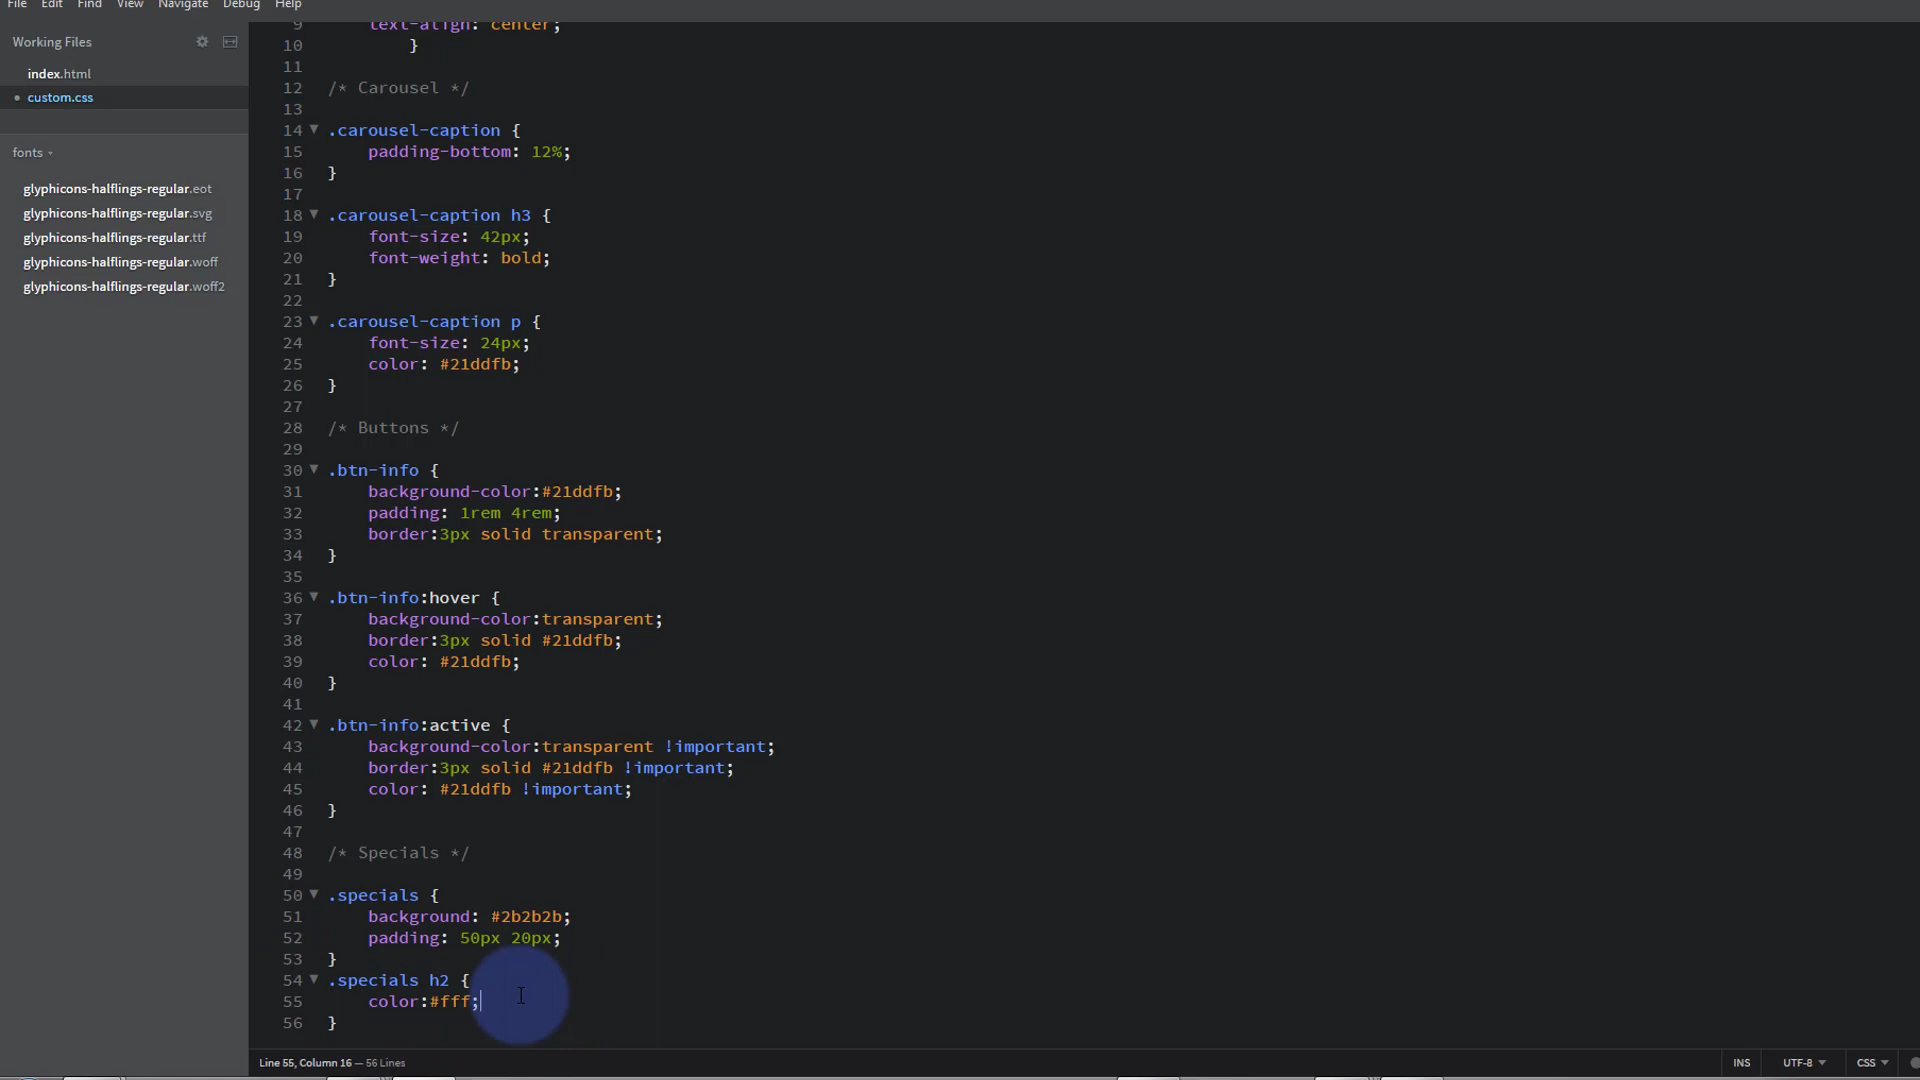 File Edit Find View Navigate Debug Help
Working Files
index.html
custom.css
fonts
glyphicons-halflings-regular.eot
glyphicons-halflings-regular.svg
glyphicons-halflings-regular.ttf
glyphicons-halflings-regular.woff
glyphicons-halflings-regular.woff2
9 text-align: center;
10 }
11
12 /* Carousel */
13
14 .carousel-caption {
15 padding-bottom: 12%;
16 }
17
18 .carousel-caption h3 {
19 font-size: 42px;
20 font-weight: bold;
21 }
22
23 .carousel-caption p {
24 font-size: 24px;
25 color: #21ddfb;
26 }
27
28 /* Buttons */
29
30 .btn-info {
31 background-color:#21ddfb;
32 padding: 1rem 4rem;
33 border:3px solid transparent;
34 }
35
36 .btn-info:hover {
37 background-color:transparent;
38 border:3px solid #21ddfb;
39 color: #21ddfb;
40 }
41
42 .btn-info:active {
43 background-color:transparent !important;
44 border:3px solid #21ddfb !important;
45 color: #21ddfb !important;
46 }
47
48 /* Specials */
49
50 .specials {
51 background: #2b2b2b;
52 padding: 50px 20px;
53 }
54 .specials h2 {
55 color:#fff;
56 }
Line 55, Column 16 — 56 Lines
INS UTF-8 CSS